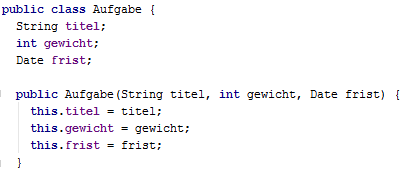 public class Aufgabe {
String titel;
int gewicht;
Date frist;
public Aufgabe(String titel, int gewicht, Date frist) {
this.titel = titel;
this.gewicht = gewicht;
this.frist = frist;
}